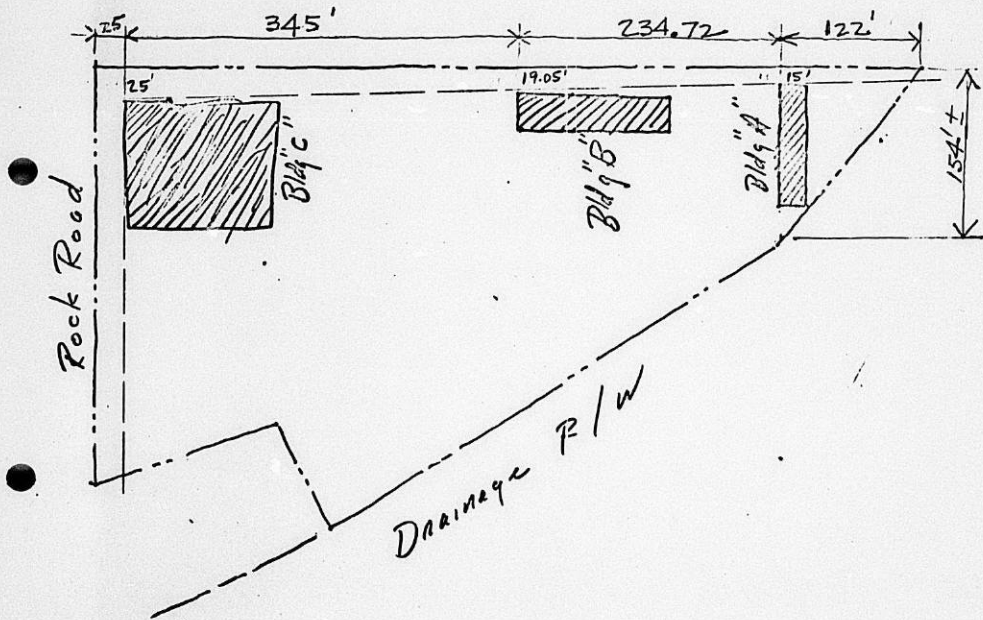 25' 345' 234.72 122'
25' 19.05' 15'
Bldg "C"
Bldg "B"
Bldg "A"
154' ±
Rock Road
Drainage R/W